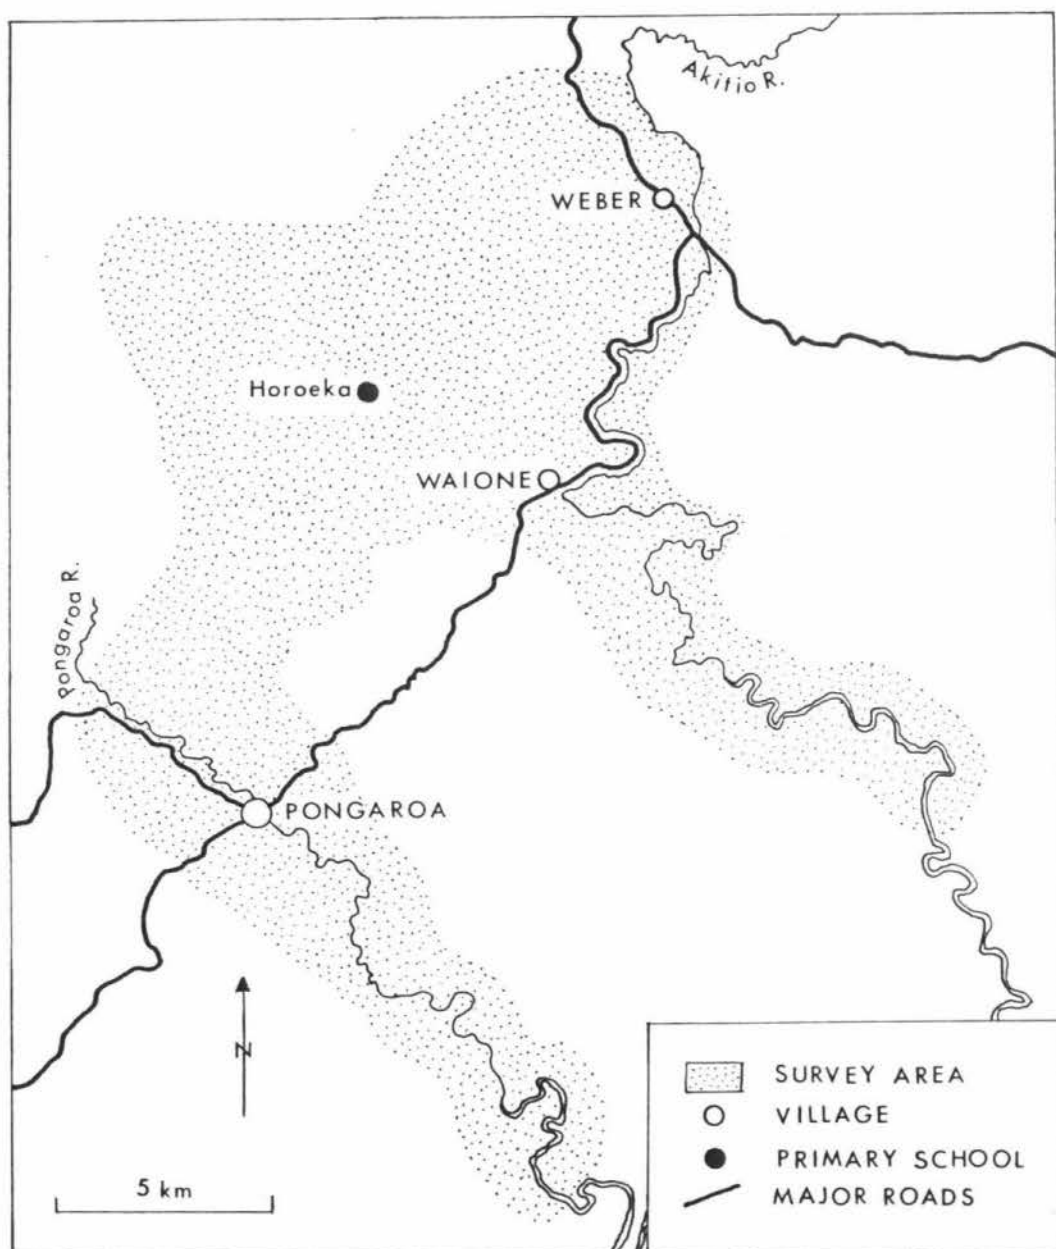 Akitio R.
WEBER
Horoeka
WAIONE
Pongaroa R.
PONGAROA
N
5 km
SURVEY AREA
VILLAGE
PRIMARY SCHOOL
MAJOR ROADS